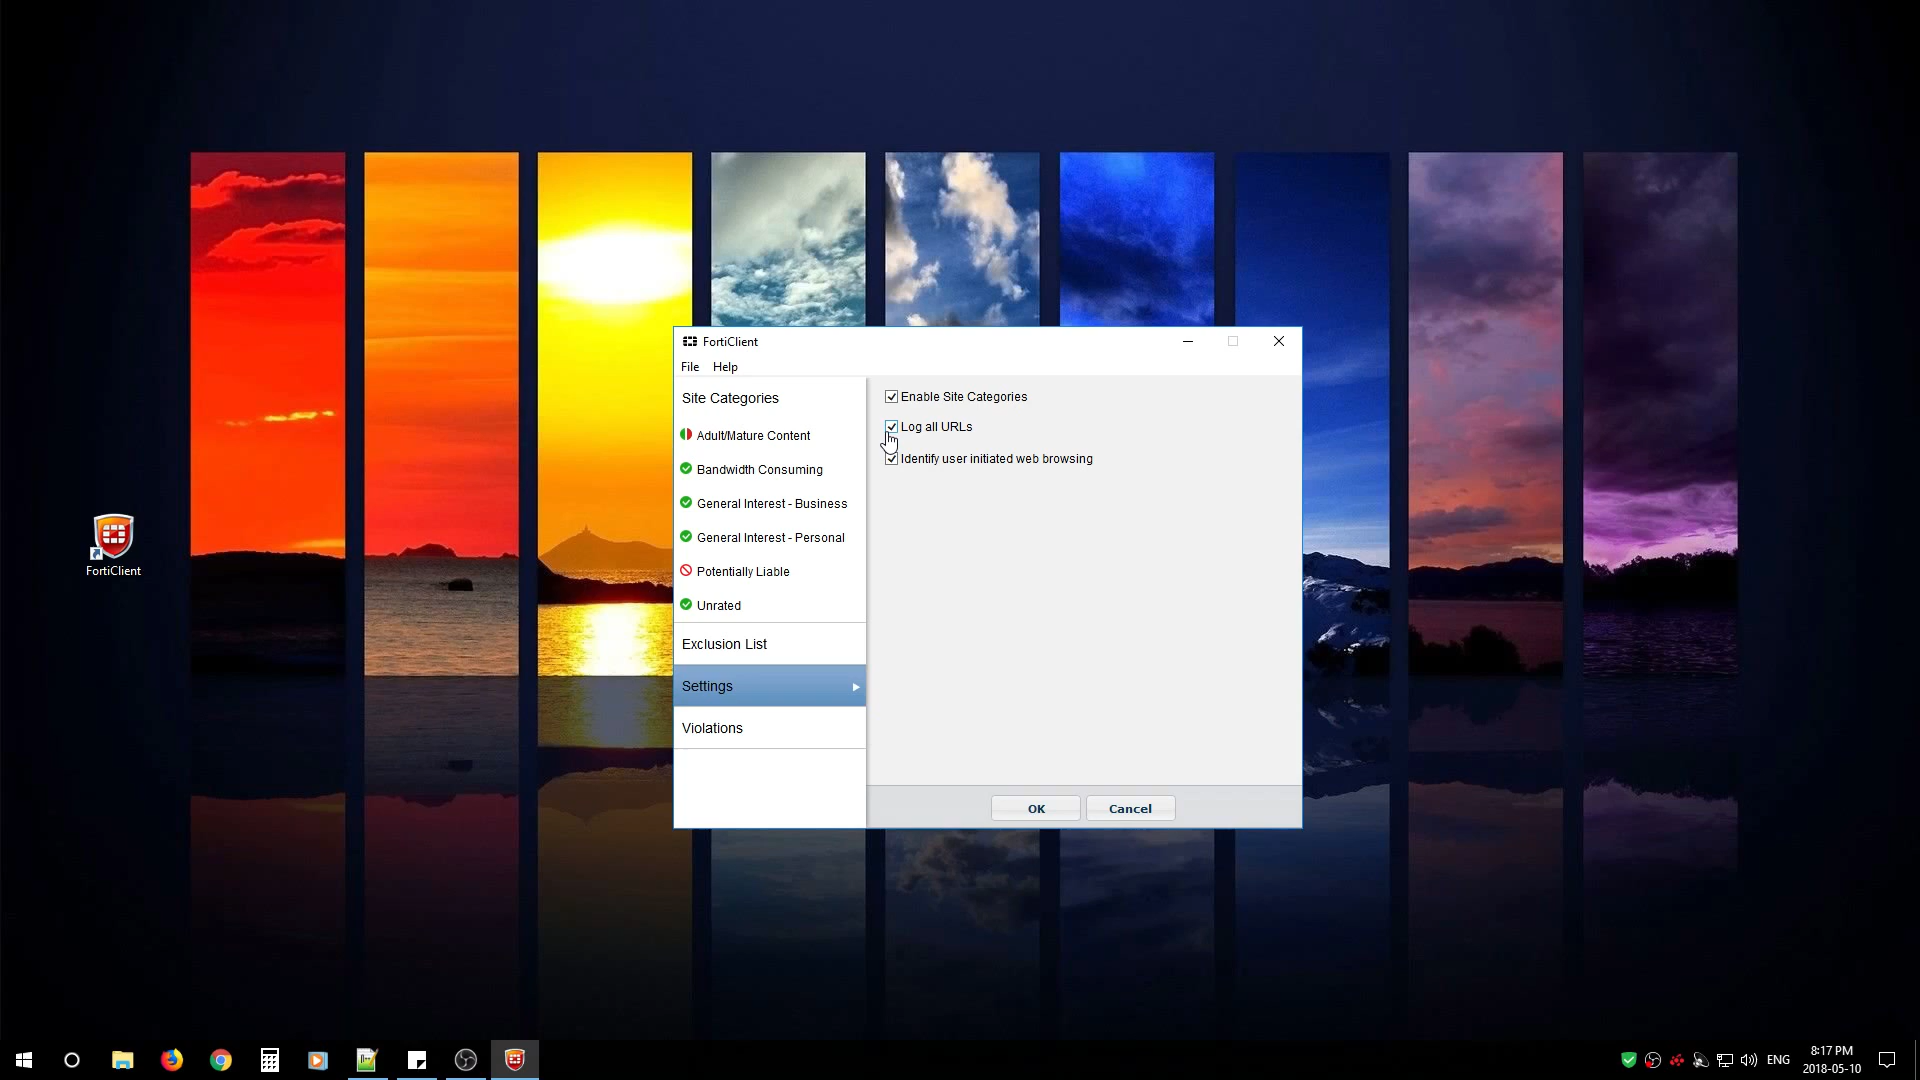 FortiClient
File Help
Site Categories
Adult/Mature Content
Bandwidth Consuming
General Interest - Business
General Interest - Personal
Potentially Liable
Unrated
Exclusion List
Settings
Violations
Enable Site Categories
Log all URLs
Identify user initiated web browsing
OK Cancel
FortiClient
ENG
8:17 PM
2018-05-10